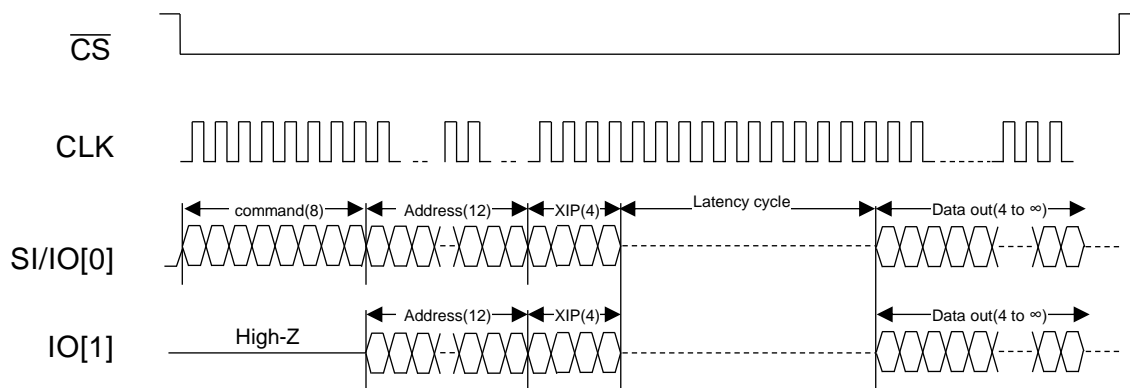 CS
CLK
command(8) Address(12) XIP(4) Latency cycle Data out(4 to ∞)
SI/IO[0]
Address(12) XIP(4) Data out(4 to ∞)
High-Z
IO[1]